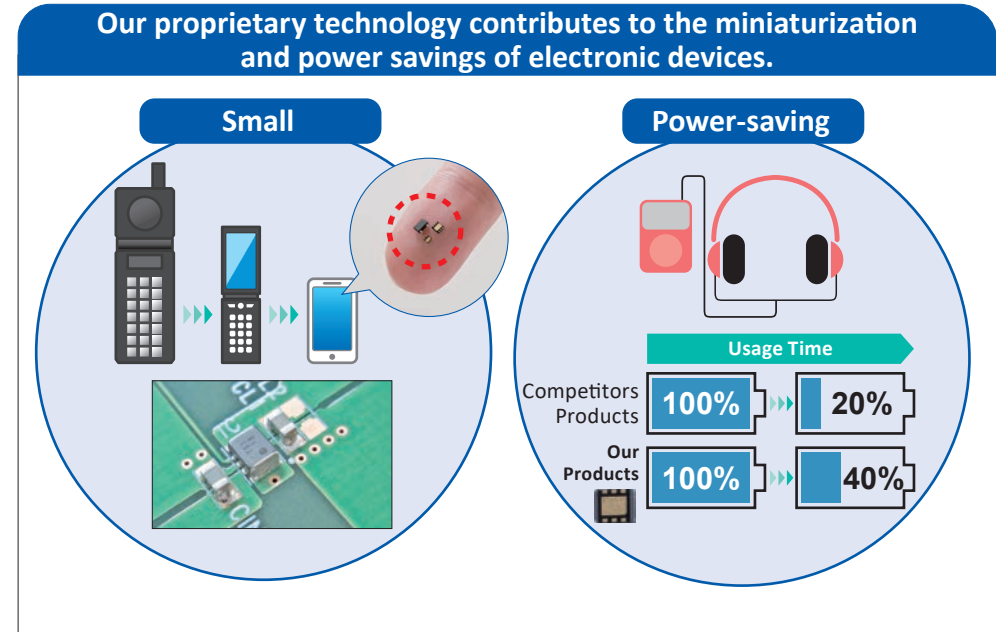 Our proprietary technology contributes to the miniaturization
and power savings of electronic devices.
Small
Power-saving
Usage Time
Competitors
Products
100%
20%
Our
Products
100%
40%
CL